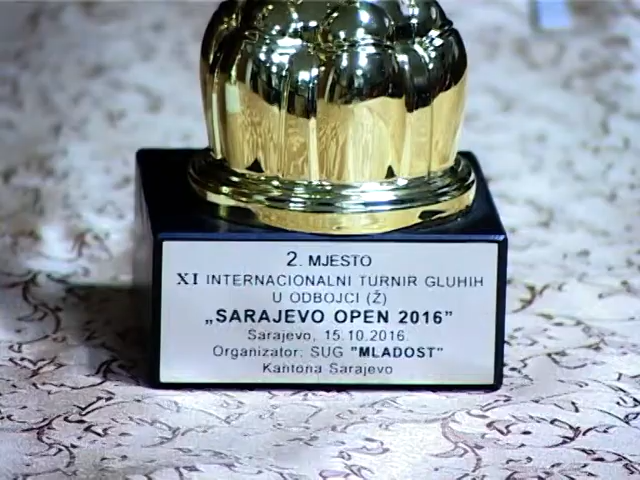 2. MJESTO
XI INTERNACIONALNI TURNIR GLUHIH
U ODBOJCI (Ž)
„SARAJEVO OPEN 2016”
Sarajevo, 15.10.2016.
Organizator: SUG "MLADOST"
Kantona Sarajevo